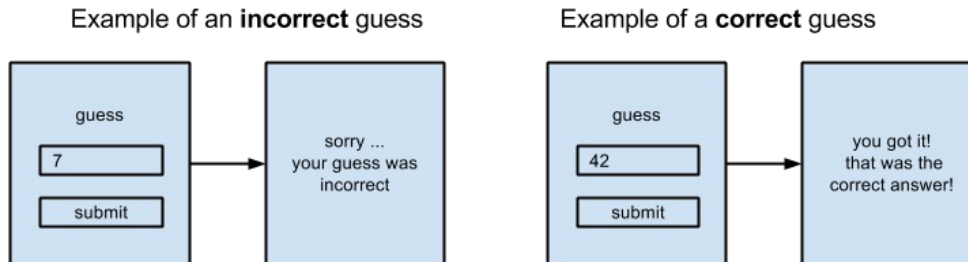 Example of an incorrect guess
guess
7
submit
sorry ...
your guess was
incorrect
Example of a correct guess
guess
42
submit
you got it!
that was the
correct answer!